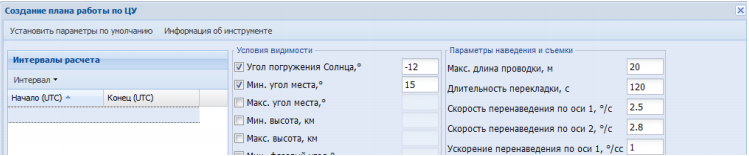 Создание плана работы по ЦУ
Установить параметры по умолчанию Информация об инструменте
Интервалы расчета
Интервал
Начало (UTC) Конец (UTC)
Условия видимости
Угол погружения Солнца,° -12
Мин. угол места,° 15
Макс. угол места,°
Мин. высота, км
Макс. высота, км
Мин. фазовый угол,°
Параметры наведения и съемки
Макс. длина проводки, м 20
Длительность перекладки, с 120
Скорость перенаведения по оси 1, °/с 2.5
Скорость перенаведения по оси 2, °/с 2.8
Ускорение перенаведения по оси 1, °/сс 1